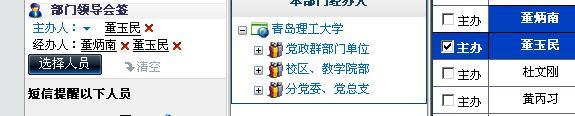 部门领导会签
主办人： 董玉民
经办人：董炳南 董玉民
选择人员 清空
短信提醒以下人员
本部门经办人
青岛理工大学
党政群部门单位
校区、教学院部
分党委、党总支
主办 董炳南
主办 董玉民
主办 杜文刚
主办 黄丙习